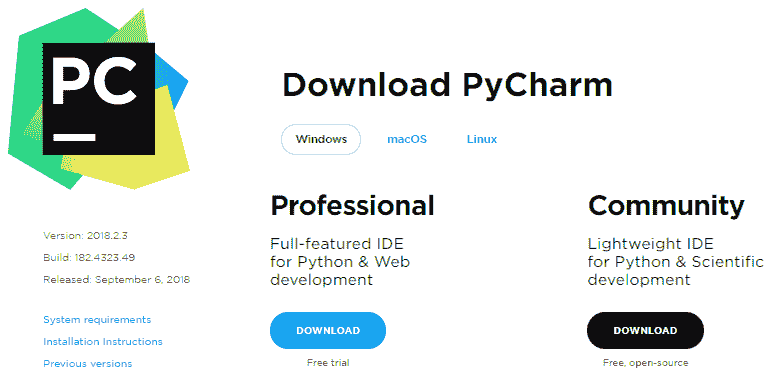 PC
Download PyCharm
Windows
macOS
Linux
Version: 2018.2.3
Build: 182.4323.49
Released: September 6, 2018
System requirements
Installation Instructions
Previous versions
Professional
Full-featured IDE
for Python & Web
development
DOWNLOAD
Free trial
Community
Lightweight IDE
for Python & Scientific
development
DOWNLOAD
Free, open-source